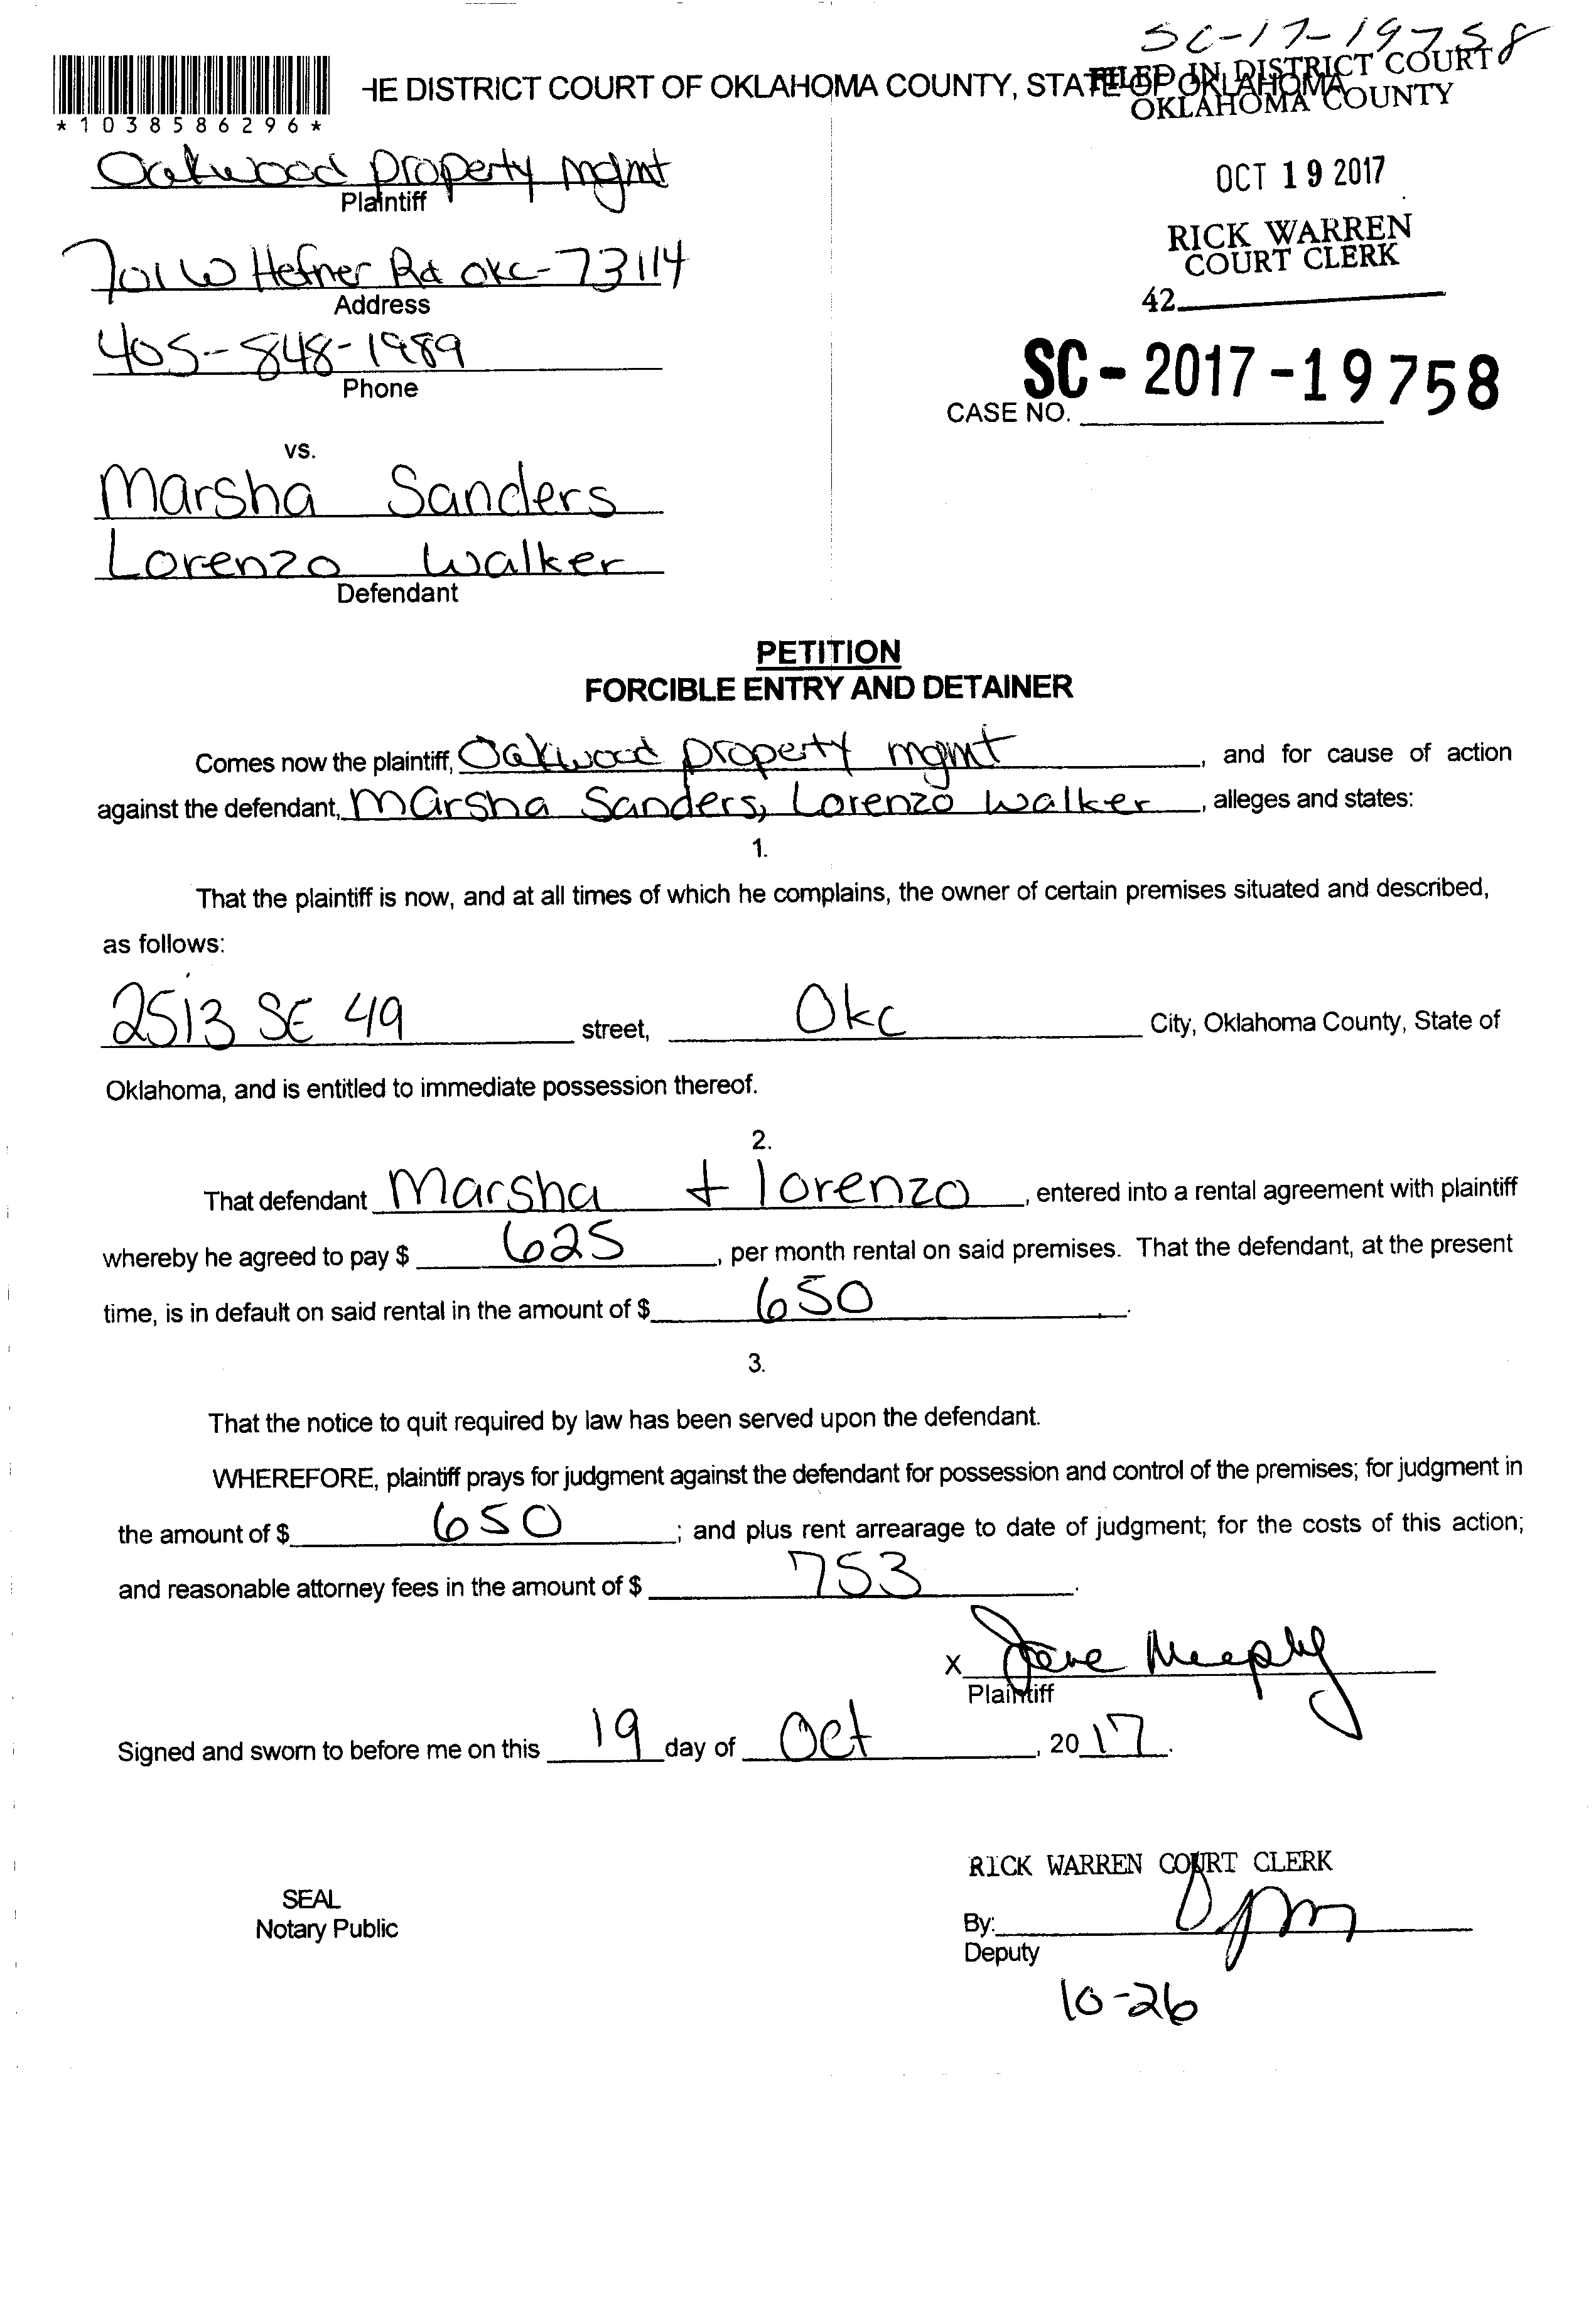 SC-17-19758
HE DISTRICT COURT OF OKLAHOMA COUNTY, STATE OF OKLAHOMA
FILED IN DISTRICT COURT
OKLAHOMA COUNTY
*1038586296*
Oakwood property mgmt
Plaintiff
OCT 19 2017
701 W Hefner Rd OKC-73114
Address
RICK WARREN
COURT CLERK
42
405-848-1989
Phone
SC-2017-19758
CASE NO.
vs.
Marsha Sanders
Lorenzo Walker
Defendant
PETITION
FORCIBLE ENTRY AND DETAINER
Comes now the plaintiff, Oakwood property mgmt, and for cause of action
against the defendant, Marsha Sanders, Lorenzo Walker, alleges and states:
1.
That the plaintiff is now, and at all times of which he complains, the owner of certain premises situated and described,
as follows:
2513 SE 49 street, Okc City, Oklahoma County, State of
Oklahoma, and is entitled to immediate possession thereof.
2.
That defendant Marsha + lorenzo, entered into a rental agreement with plaintiff
whereby he agreed to pay $ 625, per month rental on said premises. That the defendant, at the present
time, is in default on said rental in the amount of $ 650.
3.
That the notice to quit required by law has been served upon the defendant.
WHEREFORE, plaintiff prays for judgment against the defendant for possession and control of the premises; for judgment in
the amount of $ 650; and plus rent arrearage to date of judgment; for the costs of this action;
and reasonable attorney fees in the amount of $ 753.
X
Plaintiff
Signed and sworn to before me on this 19 day of Oct, 2017.
RICK WARREN COURT CLERK
SEAL
Notary Public
By:
Deputy
10-26